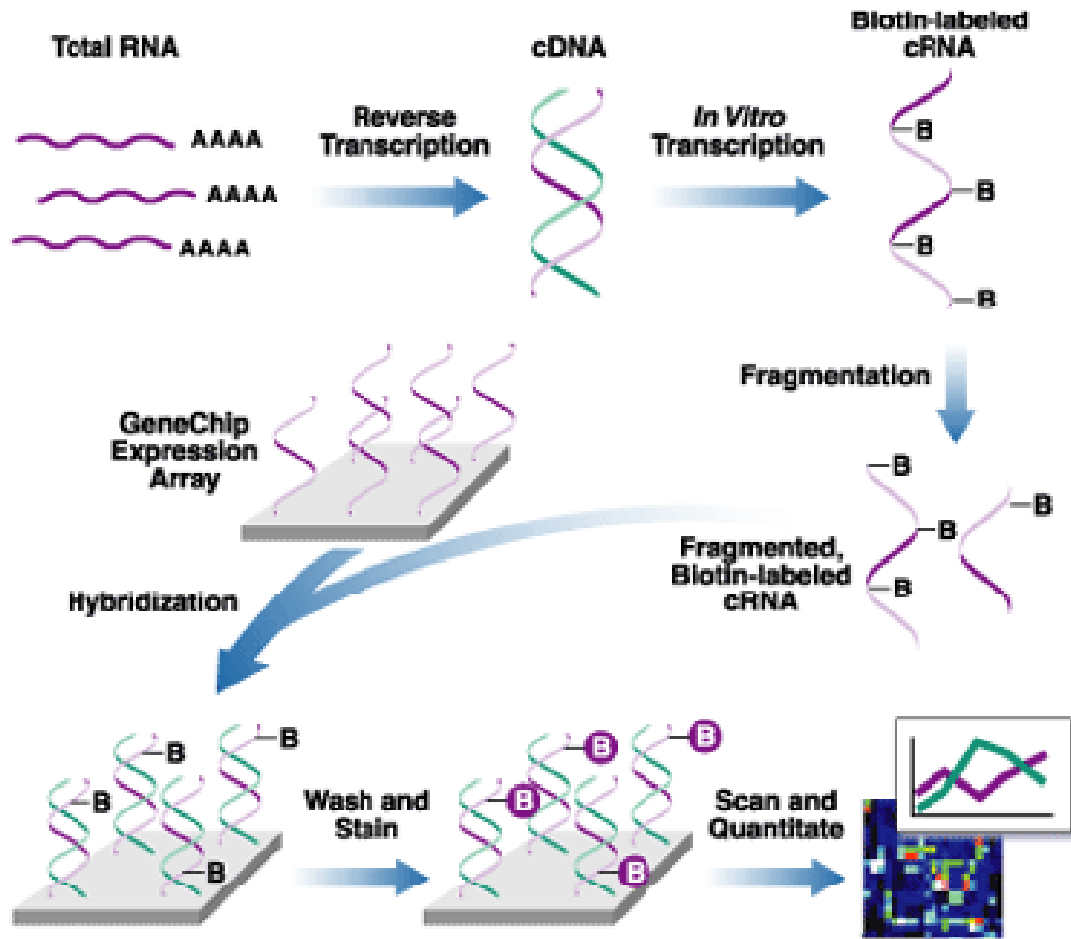 Total RNA
cDNA
Biotin-labeled
cRNA
AAAA
AAAA
AAAA
Reverse
Transcription
In Vitro
Transcription
B
B
B
B
Fragmentation
GeneChip
Expression
Array
B
B
B
B
Fragmented,
Biotin-labeled
cRNA
Hybridization
B
B
B
B
Wash and
Stain
B
B
B
B
Scan and
Quantitate